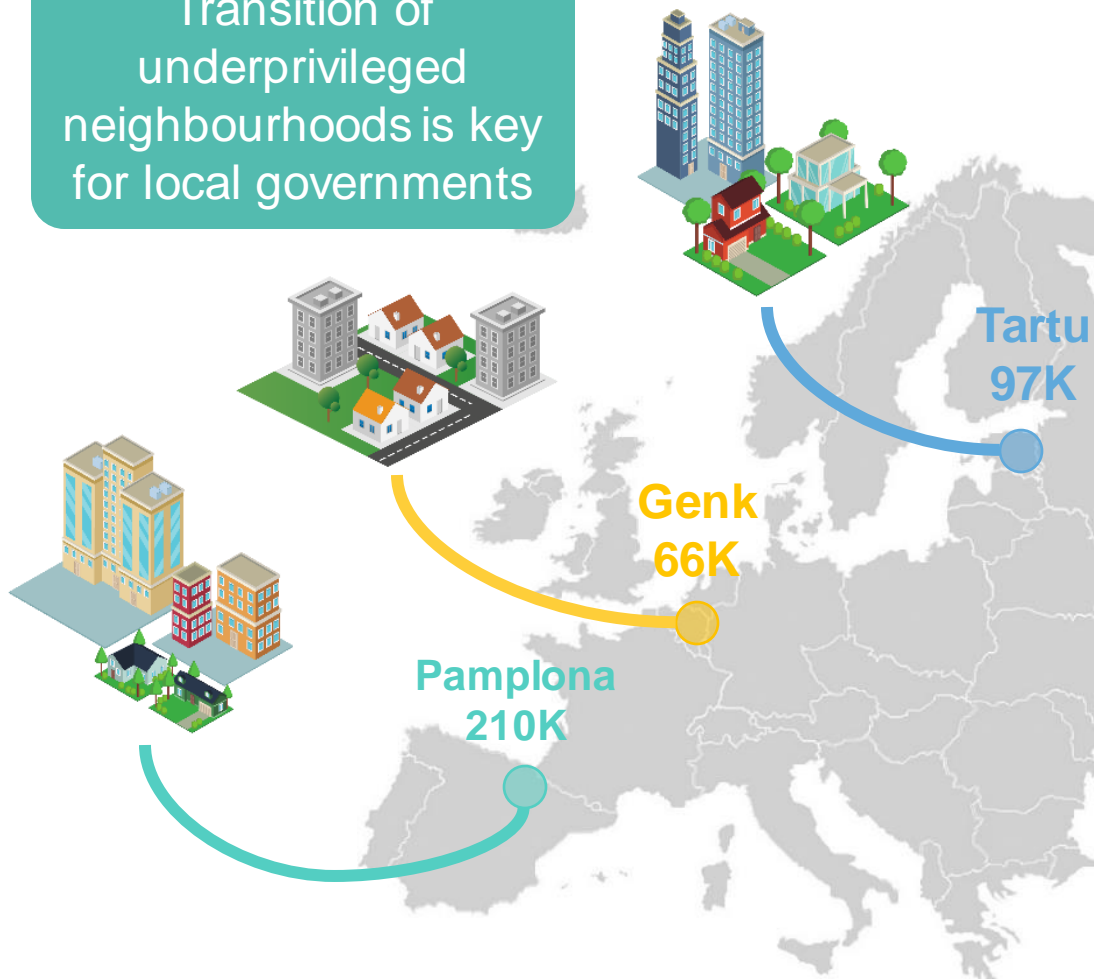 Transition of
underprivileged
neighbourhoods is key
for local governments
Tartu
97K
Genk
66K
Pamplona
210K